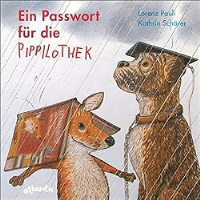 Ein Passwort
für die
PIPPILOTHEK
Lorenz Pauli
Kathrin Schärer
atlantis